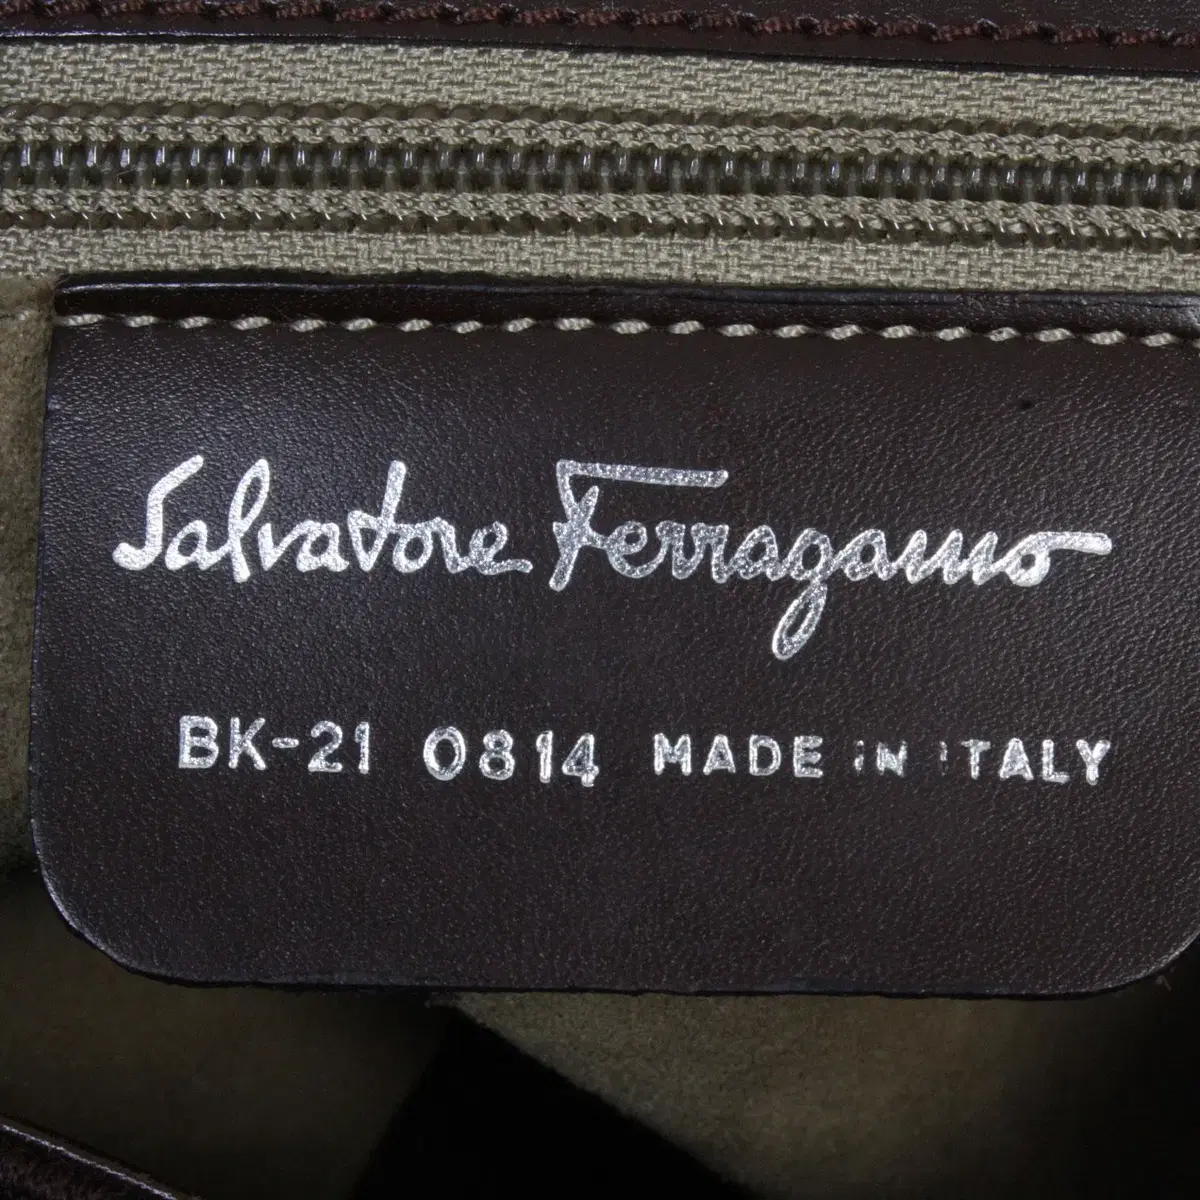 Salvatore Ferragamo
BK-21 0814 MADE IN ITALY